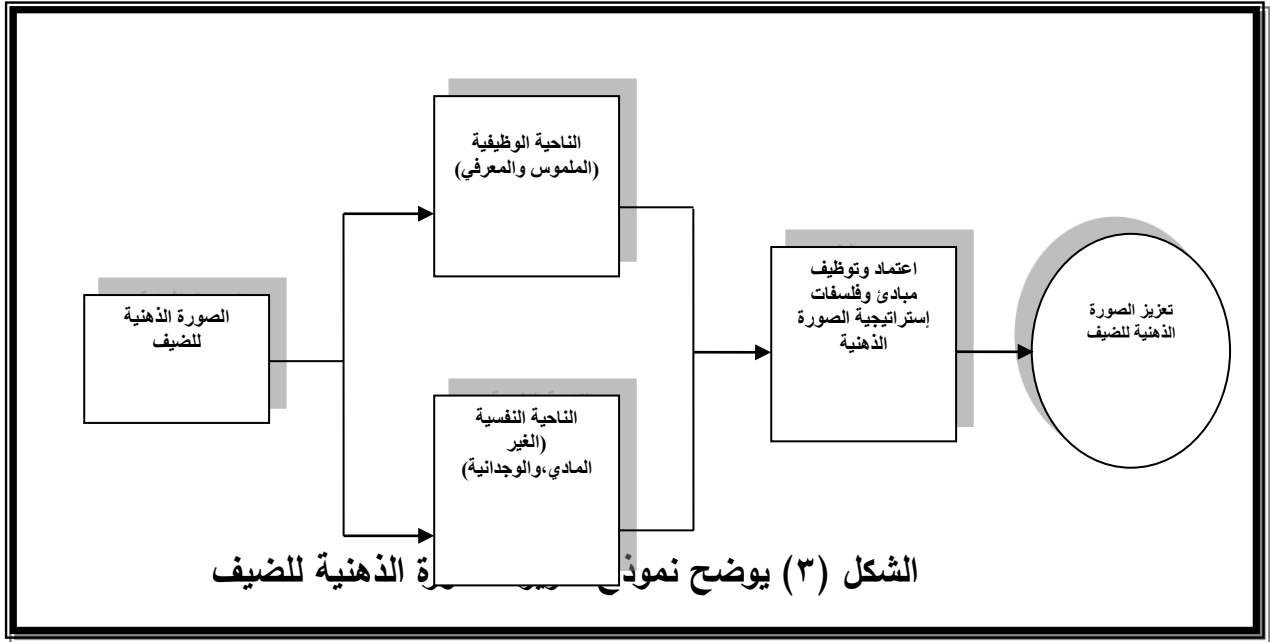 الناحية الوظيفية
(الملموس والمعرفي)
الصورة الذهنية
للضيف
الناحية النفسية
(الغير
المادي،والوجدانية)
اعتماد وتوظيف
مبادئ وفلسفات
إستراتيجية الصورة
الذهنية
تعزيز الصورة
الذهنية للضيف
الشكل (٣) يوضح الذهنية للضيف